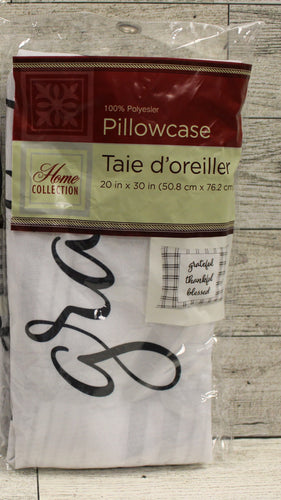 100% Polyester
Pillowcase
Home
COLLECTION
Taie d'oreiller
20 in x 30 in (50.8 cm x 76.2 cm)
grateful
thankful
blessed
gra